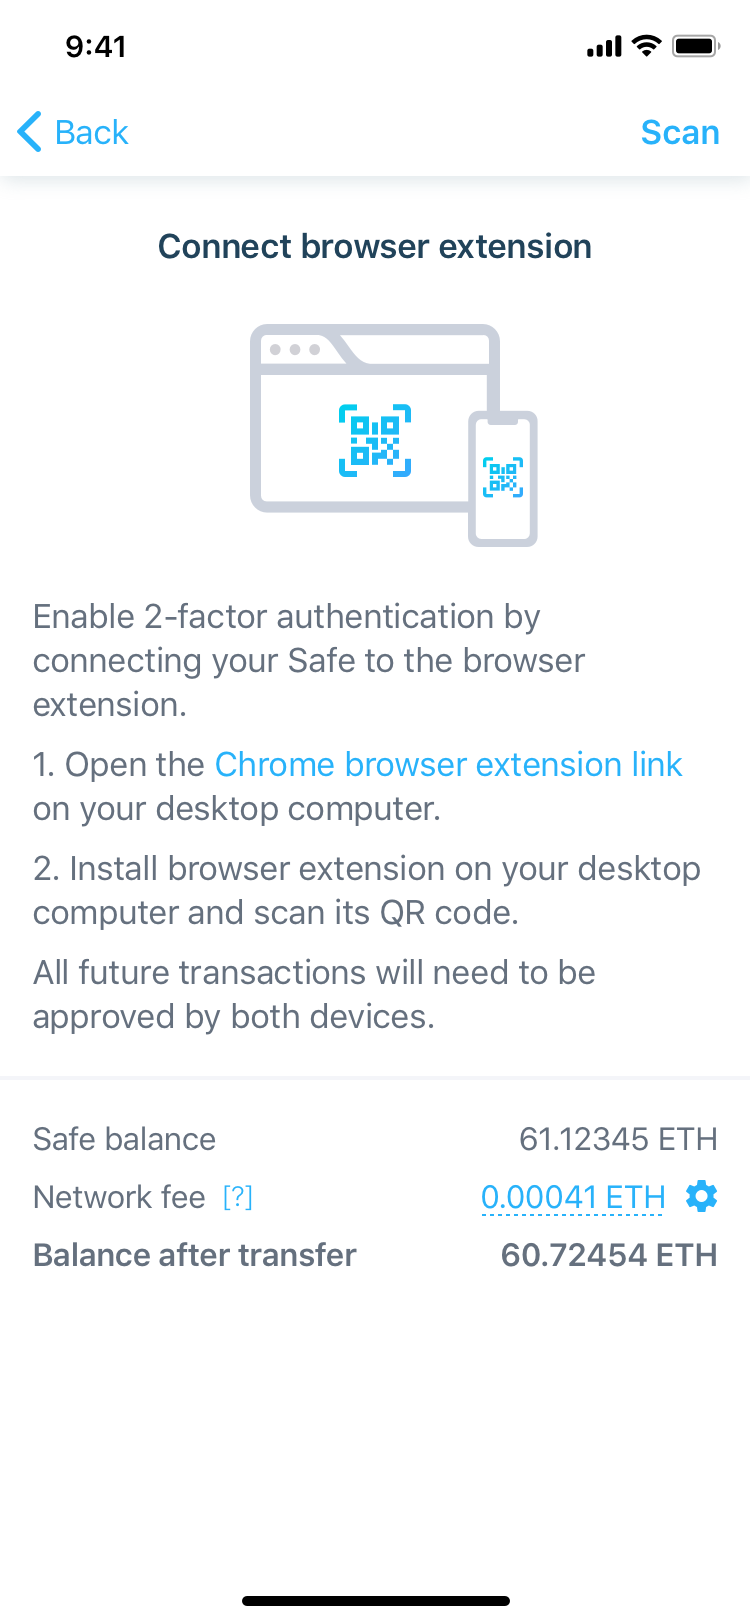 9:41
Back
Scan
Connect browser extension
Enable 2-factor authentication by
connecting your Safe to the browser
extension.
1. Open the Chrome browser extension link
on your desktop computer.
2. Install browser extension on your desktop
computer and scan its QR code.
All future transactions will need to be
approved by both devices.
Safe balance 61.12345 ETH
Network fee [?] 0.00041 ETH
Balance after transfer 60.72454 ETH